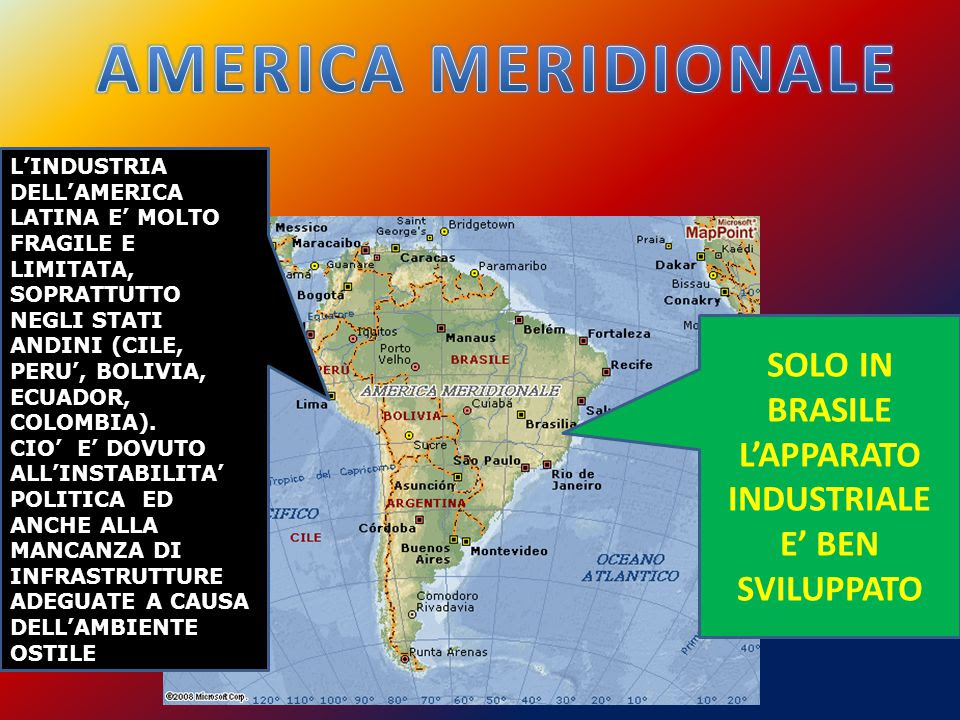 AMERICA MERIDIONALE
L’INDUSTRIA
DELL’AMERICA
LATINA E’ MOLTO
FRAGILE E
LIMITATA,
SOPRATTUTTO
NEGLI STATI
ANDINI (CILE,
PERU’, BOLIVIA,
ECUADOR,
COLOMBIA).
CIO’ E’ DOVUTO
ALL’INSTABILITA’
POLITICA ED
ANCHE ALLA
MANCANZA DI
INFRASTRUTTURE
ADEGUATE A CAUSA
DELL’AMBIENTE
OSTILE
SOLO IN
BRASILE
L’APPARATO
INDUSTRIALE
E’ BEN
SVILUPPATO
Messico
Maracaibo
Saint
George's
Bridgetown
Praia
Microsoft
MapPoint
Kaédi
Dakar
Bissau
Conakry
10°
Guanare
Caracas
Paramaribo
Bogotá
Equatore
Iquitos
Manaus
Belém
Fortaleza
Porto
Velho
BRASILE
Recife
PERÙ
AMERICA MERIDIONALE
Lima
BOLIVIA
Cuiabá
Brasilia
Sucre
Tropico del Capricorno
São Paulo
Rio de
Janeiro
Asunción
ARGENTINA
CILE
Córdoba
Buenos
Aires
Montevideo
OCEANO
ATLANTICO
Comodoro
Rivadavia
Punta Arenas
40°
©2008 Microsoft Corp.
120° 110° 100° 90° 80° 70° 60° 50° 40° 30° 20° 10°